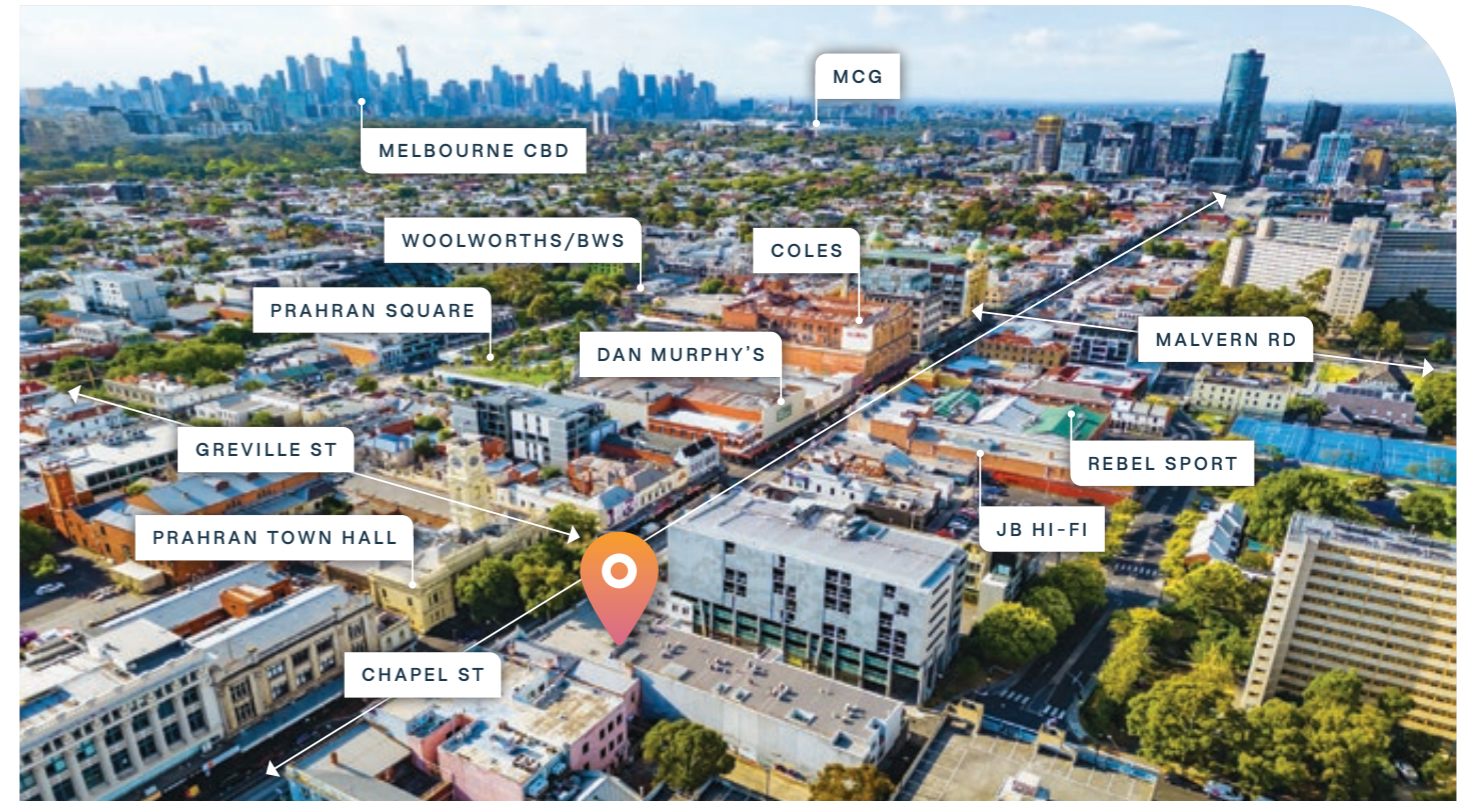 MCG
MELBOURNE CBD
WOOLWORTHS/BWS
COLES
PRAHRAN SQUARE
MALVERN RD
DAN MURPHY'S
GREVILLE ST
REBEL SPORT
JB HI-FI
PRAHRAN TOWN HALL
CHAPEL ST